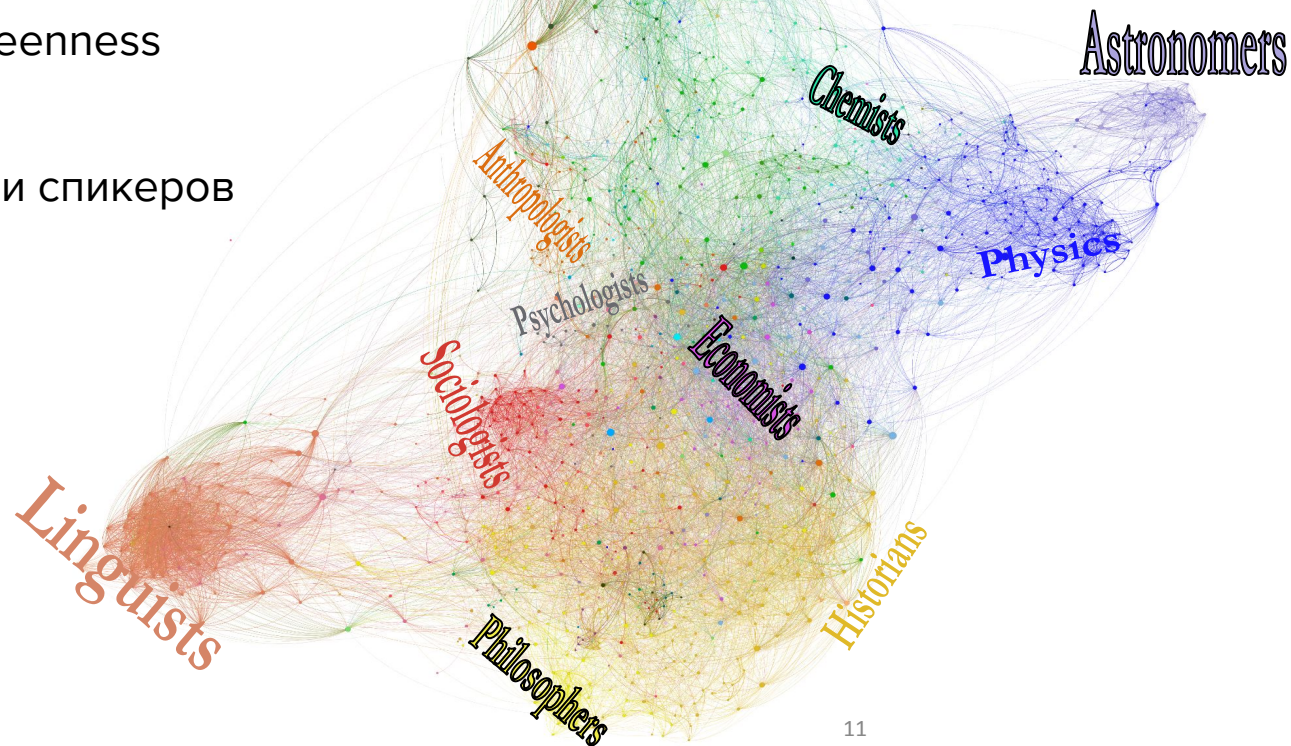 eenness
и спикеров
Astronomers
Chemists
Anthropologists
Physics
Psychologists
Economists
Sociologists
Linguists
Historians
Philosophers
11